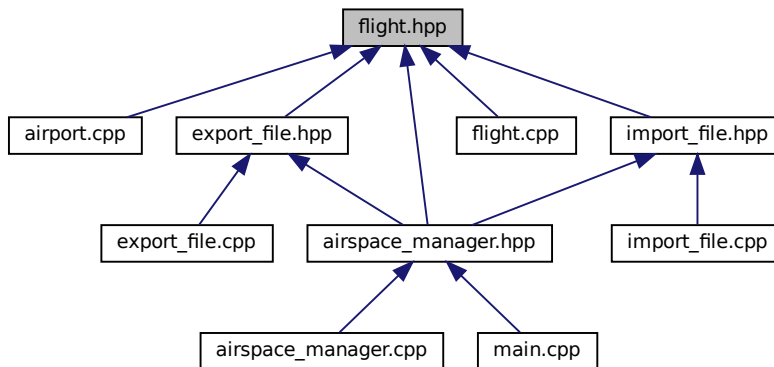 flight.hpp
airport.cpp
export_file.hpp
flight.cpp
import_file.hpp
export_file.cpp
airspace_manager.hpp
import_file.cpp
airspace_manager.cpp
main.cpp